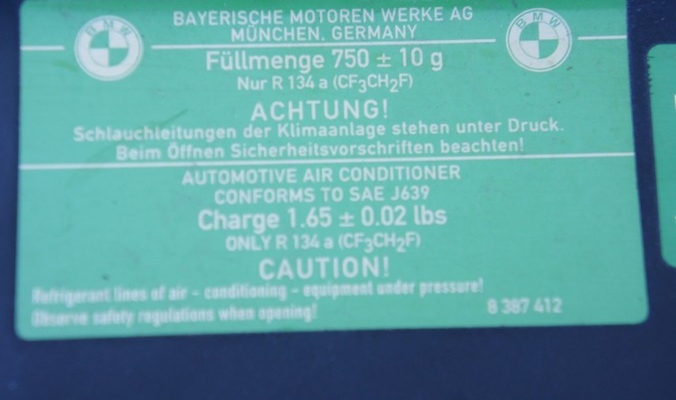 BMW
BMW
BAYERISCHE MOTOREN WERKE AG
MÜNCHEN. GERMANY
Füllmenge 750 ± 10 g
Nur R 134 a (CF₃CH₂F)
ACHTUNG!
Schlauchleitungen der Klimaanlage stehen unter Druck.
Beim Öffnen Sicherheitsvorschriften beachten!
AUTOMOTIVE AIR CONDITIONER
CONFORMS TO SAE J639
Charge 1.65 ± 0.02 lbs
ONLY R 134 a (CF₃CH₂F)
CAUTION!
Refrigerant lines of air - conditioning - equipment under pressure!
Observe safety regulations when opening!
8 387 412